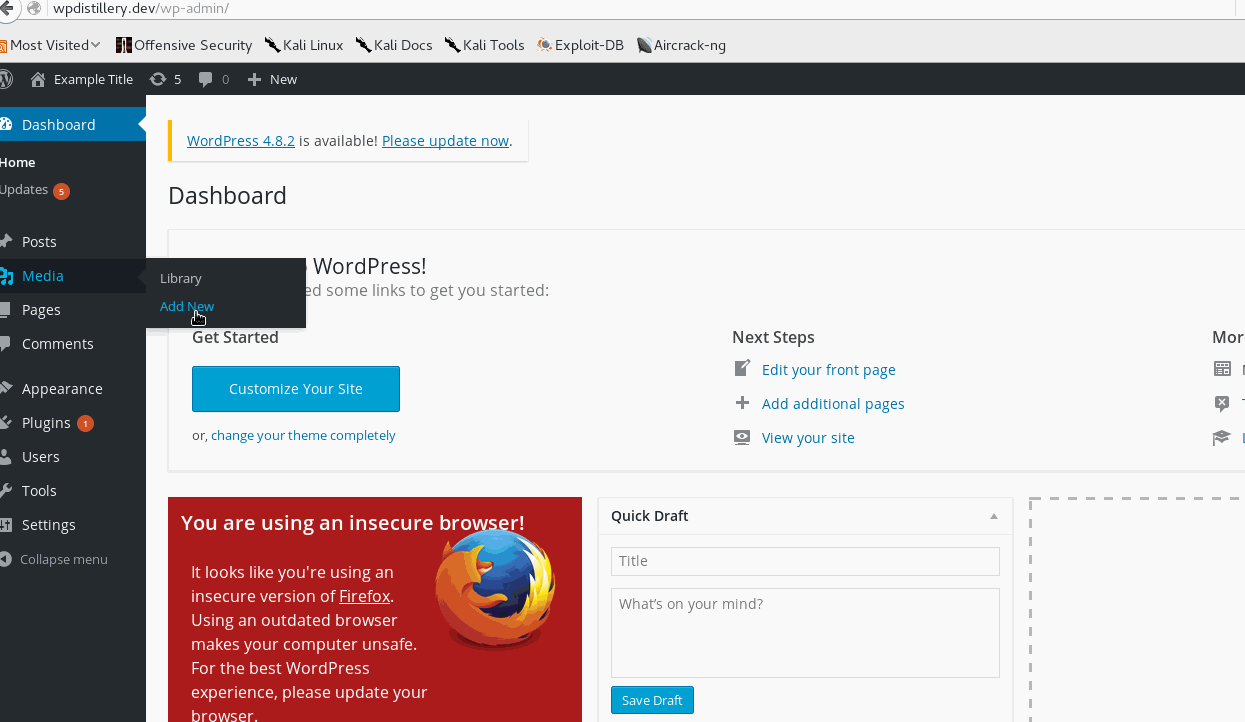 wpdistillery.dev/wp-admin/
Most Visited Offensive Security Kali Linux Kali Docs Kali Tools Exploit-DB Aircrack-ng
Example Title 5 0 New
Dashboard
Home
Updates 5
Posts
Media
Pages
Comments
Appearance
Plugins 1
Users
Tools
Settings
Collapse menu
Library
Add New
WordPress 4.8.2 is available! Please update now.
Dashboard
WordPress!
some links to get you started:
Get Started
Customize Your Site
or, change your theme completely
Next Steps
Edit your front page
Add additional pages
View your site
You are using an insecure browser!
It looks like you're using an
insecure version of Firefox.
Using an outdated browser
makes your computer unsafe.
For the best WordPress
experience, please update your
browser.
Quick Draft
Title
What's on your mind?
Save Draft